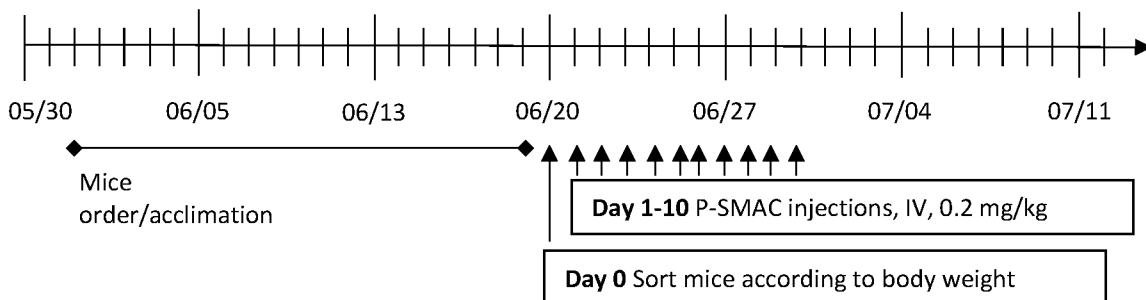 05/30 06/05 06/13 06/20 06/27 07/04 07/11
Mice
order/acclimation
Day 1-10 P-SMAC injections, IV, 0.2 mg/kg
Day 0 Sort mice according to body weight